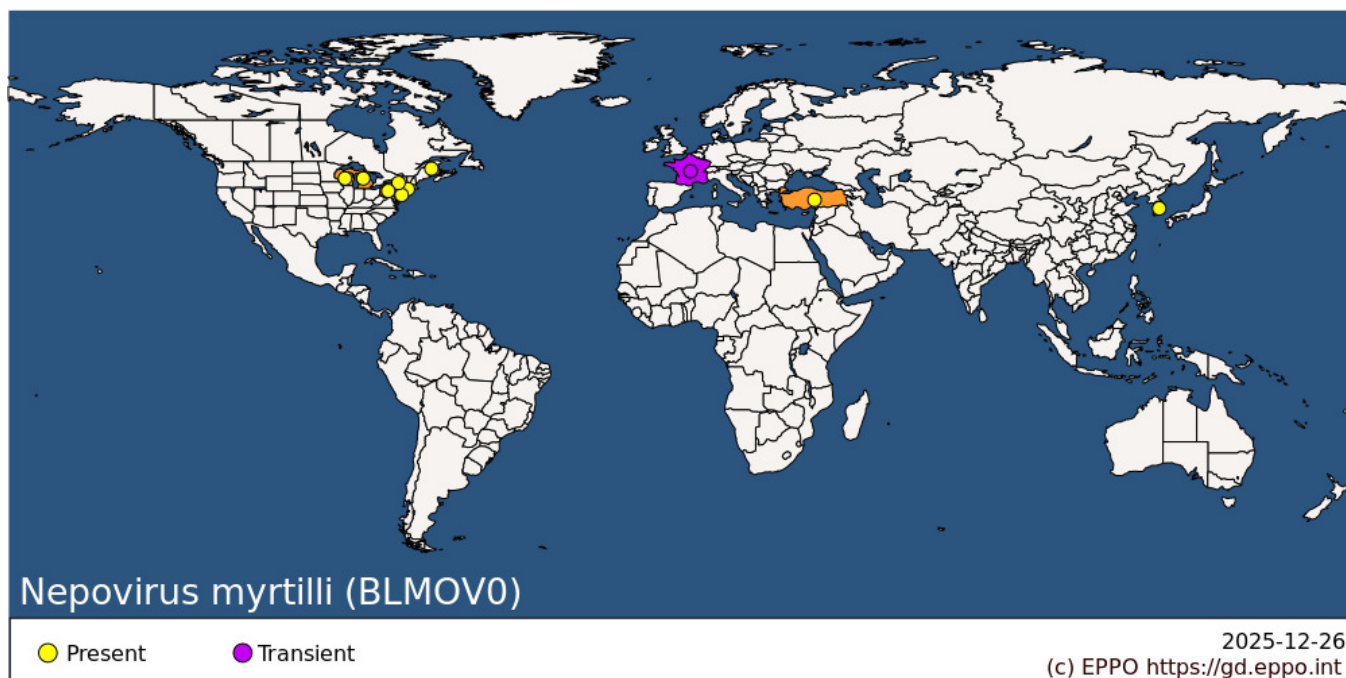 Nepovirus myrtilli (BLMOV0)
Present
Transient
2025-12-26
(c) EPPO https://gd.eppo.int